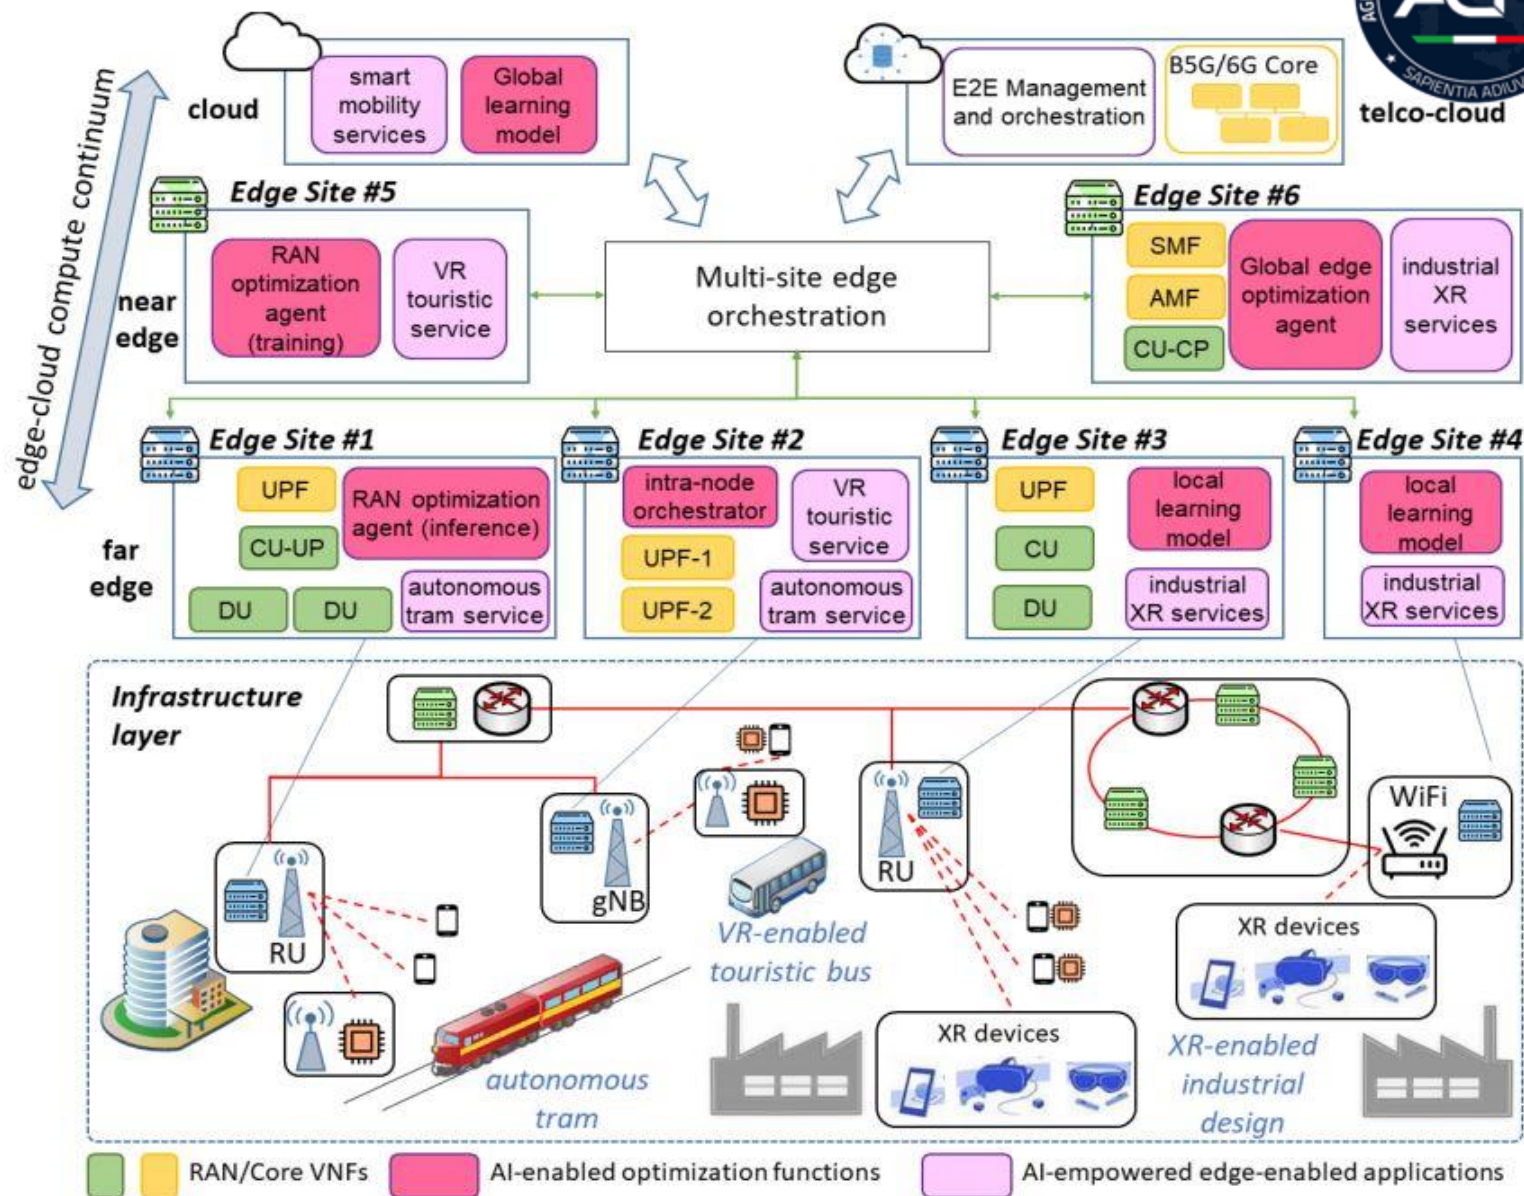 AG
SAPIENTIA ADIUV
edge-cloud compute continuum
cloud
smart
mobility
services
Global
learning
model
E2E Management
and orchestration
B5G/6G Core
telco-cloud
Edge Site #5
RAN
optimization
agent
(training)
VR
touristic
service
near
edge
Multi-site edge
orchestration
Edge Site #6
SMF
AMF
CU-CP
Global edge
optimization
agent
industrial
XR
services
far
edge
Edge Site #1
UPF
CU-UP
DU
DU
RAN optimization
agent (inference)
autonomous
tram service
Edge Site #2
intra-node
orchestrator
UPF-1
UPF-2
VR
touristic
service
autonomous
tram service
Edge Site #3
UPF
CU
DU
local
learning
model
industrial
XR services
Edge Site #4
local
learning
model
industrial
XR services
Infrastructure
layer
RU
gNB
RU
WiFi
VR-enabled
touristic bus
autonomous
tram
XR devices
XR devices
XR-enabled
industrial
design
RAN/Core VNFs
AI-enabled optimization functions
AI-empowered edge-enabled applications